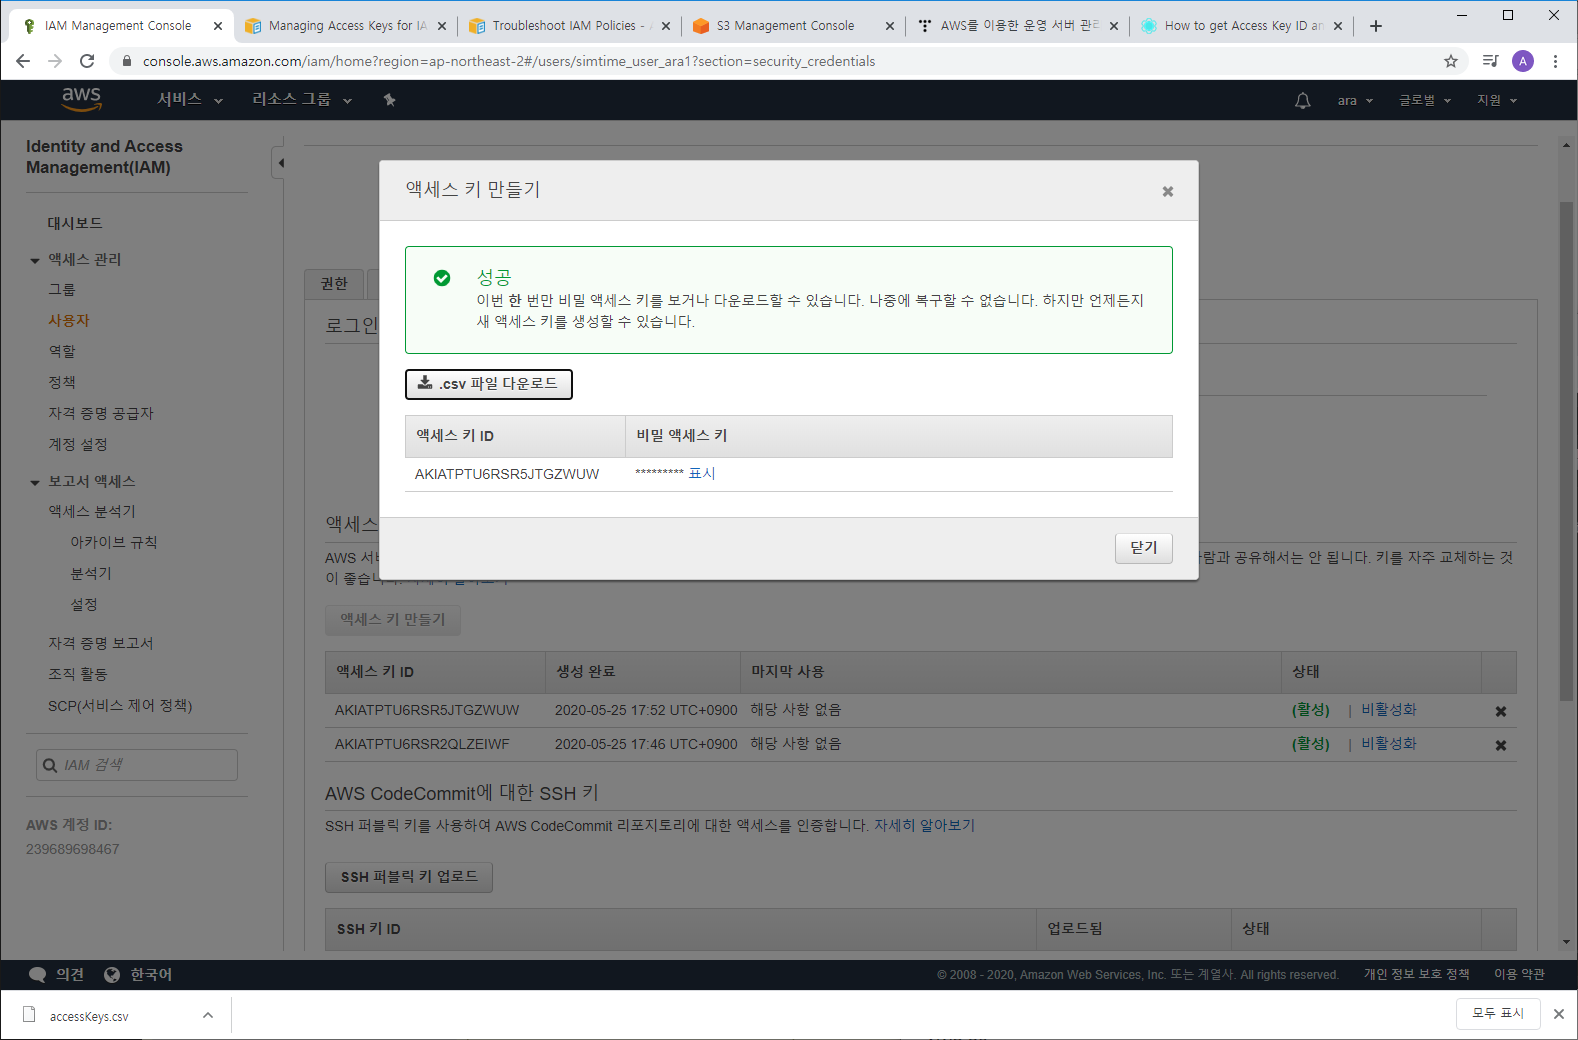 IAM Management Console
Managing Access Keys for IA
Troubleshoot IAM Policies - A
S3 Management Console
AWS를 이용한 운영 서버 관리
How to get Access Key ID an
console.aws.amazon.com/iam/home?region=ap-northeast-2#/users/simtime_user_ara1?section=security_credentials
A
aws
서비스
리소스 그룹
ara
글로벌
지원
Identity and Access
Management(IAM)
대시보드
액세스 관리
그룹
사용자
역할
정책
자격 증명 공급자
계정 설정
보고서 액세스
액세스 분석기
아카이브 규칙
분석기
설정
자격 증명 보고서
조직 활동
SCP(서비스 제어 정책)
IAM 검색
AWS 계정 ID:
239689698467
권한
로그인
액세스 키 만들기
성공
이번 한 번만 비밀 액세스 키를 보거나 다운로드할 수 있습니다. 나중에 복구할 수 없습니다. 하지만 언제든지
새 액세스 키를 생성할 수 있습니다.
.csv 파일 다운로드
액세스 키 ID 비밀 액세스 키
AKIATPTU6RSR5JTGZWUW ********* 표시
닫기
액세스
AWS 서 람과 공유해서는 안 됩니다. 키를 자주 교체하는 것
이 좋습니다.
액세스 키 만들기
액세스 키 ID 생성 완료 마지막 사용 상태
AKIATPTU6RSR5JTGZWUW 2020-05-25 17:52 UTC+0900 해당 사항 없음 (활성) | 비활성화
AKIATPTU6RSR2QLZEIWF 2020-05-25 17:46 UTC+0900 해당 사항 없음 (활성) | 비활성화
AWS CodeCommit에 대한 SSH 키
SSH 퍼블릭 키를 사용하여 AWS CodeCommit 리포지토리에 대한 액세스를 인증합니다. 자세히 알아보기
SSH 퍼블릭 키 업로드
SSH 키 ID 업로드됨 상태
의견
한국어
© 2008 - 2020, Amazon Web Services, Inc. 또는 계열사. All rights reserved.
개인 정보 보호 정책
이용 약관
accessKeys.csv
모두 표시